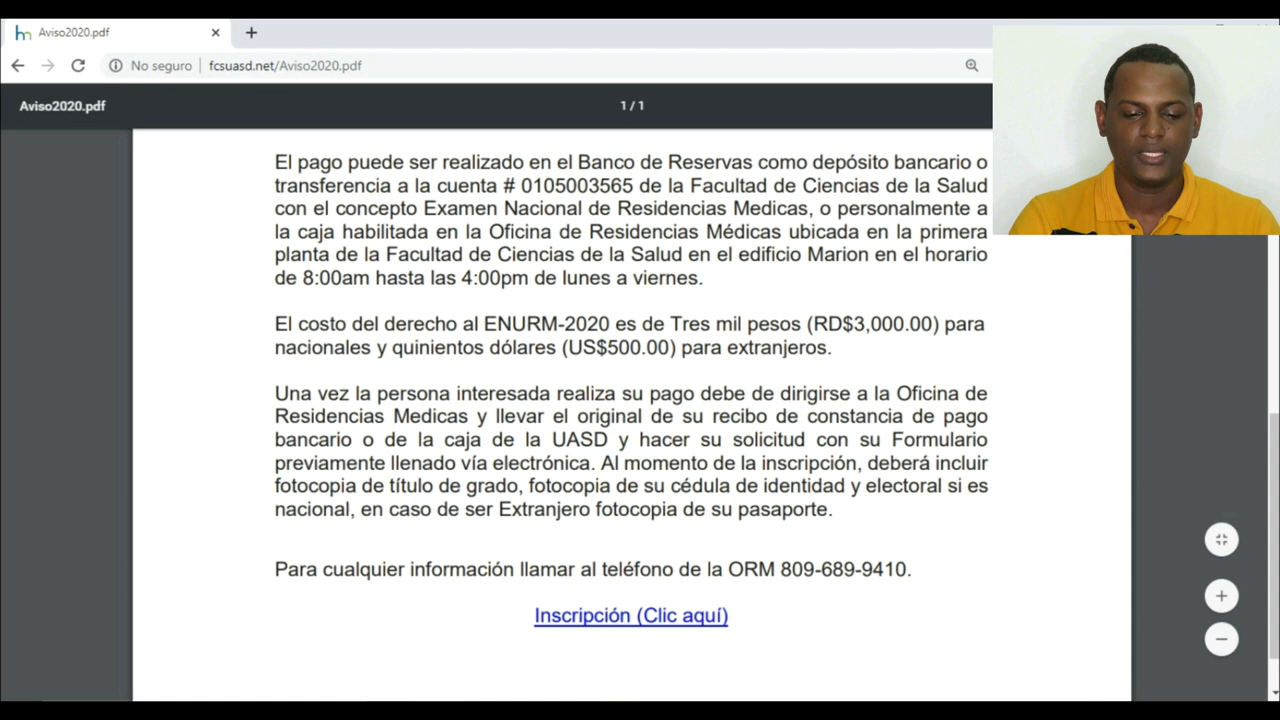 Aviso2020.pdf
No seguro | fcsuasd.net/Aviso2020.pdf
Aviso2020.pdf
1 / 1
El pago puede ser realizado en el Banco de Reservas como depósito bancario o
transferencia a la cuenta # 0105003565 de la Facultad de Ciencias de la Salud
con el concepto Examen Nacional de Residencias Medicas, o personalmente a
la caja habilitada en la Oficina de Residencias Médicas ubicada en la primera
planta de la Facultad de Ciencias de la Salud en el edificio Marion en el horario
de 8:00am hasta las 4:00pm de lunes a viernes.
El costo del derecho al ENURM-2020 es de Tres mil pesos (RD$3,000.00) para
nacionales y quinientos dólares (US$500.00) para extranjeros.
Una vez la persona interesada realiza su pago debe de dirigirse a la Oficina de
Residencias Medicas y llevar el original de su recibo de constancia de pago
bancario o de la caja de la UASD y hacer su solicitud con su Formulario
previamente llenado vía electrónica. Al momento de la inscripción, deberá incluir
fotocopia de título de grado, fotocopia de su cédula de identidad y electoral si es
nacional, en caso de ser Extranjero fotocopia de su pasaporte.
Para cualquier información llamar al teléfono de la ORM 809-689-9410.
Inscripción (Clic aquí)